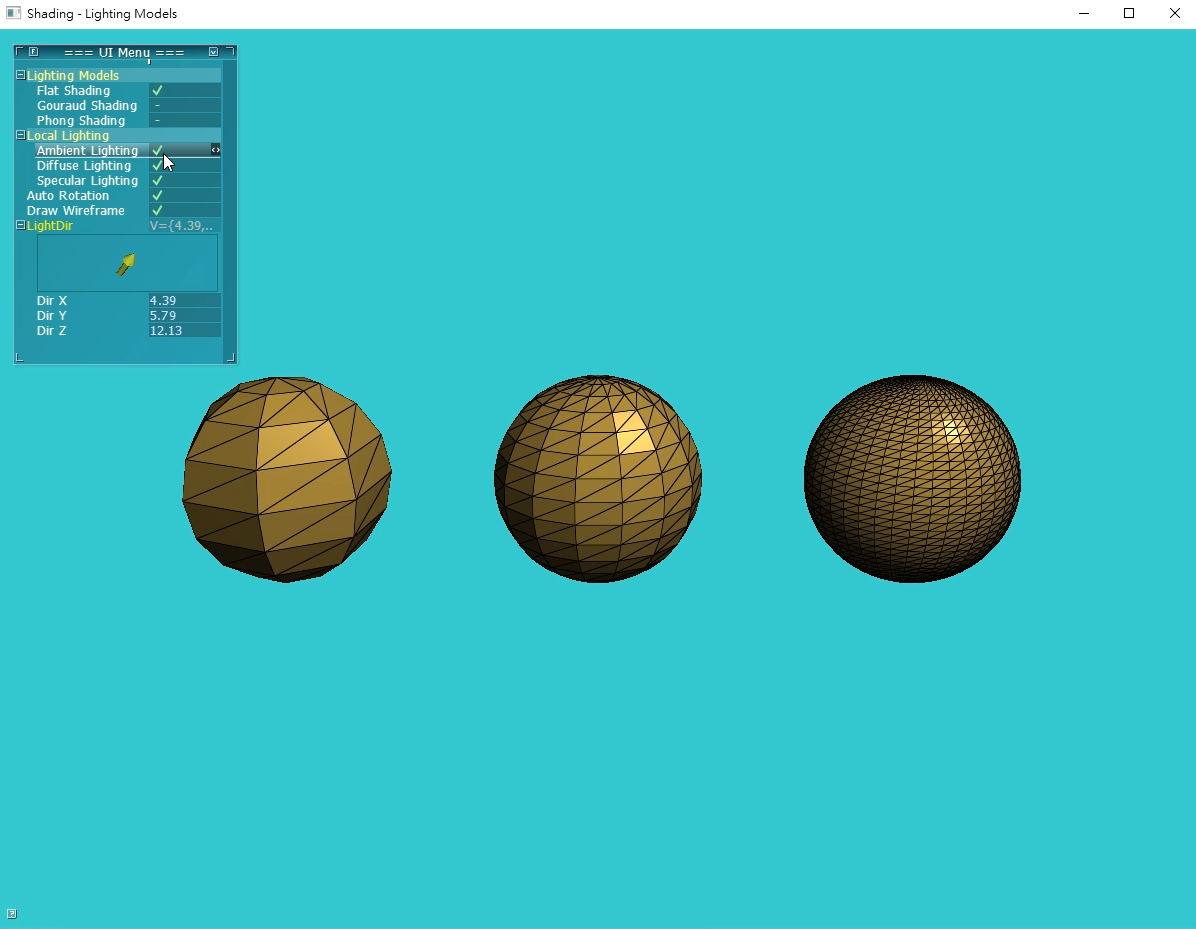 Shading - Lighting Models
=== UI Menu ===
Lighting Models
Flat Shading
Gouraud Shading -
Phong Shading -
Local Lighting
Ambient Lighting
Diffuse Lighting
Specular Lighting
Auto Rotation
Draw Wireframe
LightDir V={4.39,..
Dir X 4.39
Dir Y 5.79
Dir Z 12.13
?